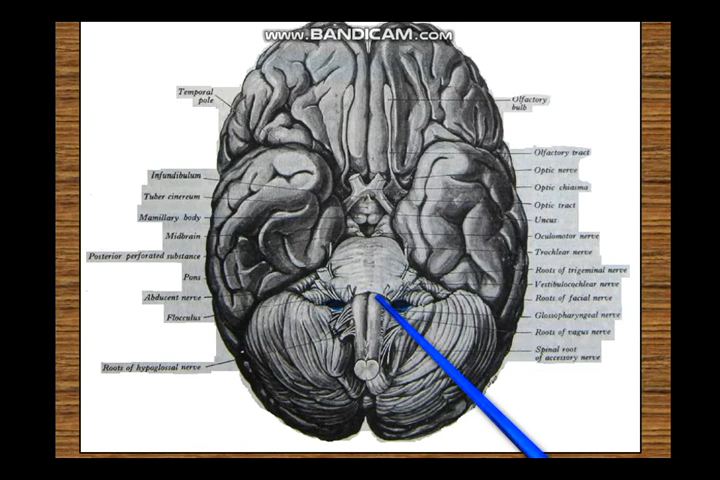 www.BANDICAM.com
Temporal
pole
Infundibulum
Tuber cinereum
Mamillary body
Midbrain
Posterior perforated substance
Pons
Abducent nerve
Flocculus
Roots of hypoglossal nerve
Olfactory
bulb
Olfactory tract
Optic nerve
Optic chiasma
Optic tract
Uncus
Oculomotor nerve
Trochlear nerve
Roots of trigeminal nerve
Vestibulocochlear nerve
Roots of facial nerve
Glossopharyngeal nerve
Roots of vagus nerve
Spinal root
of accessory nerve